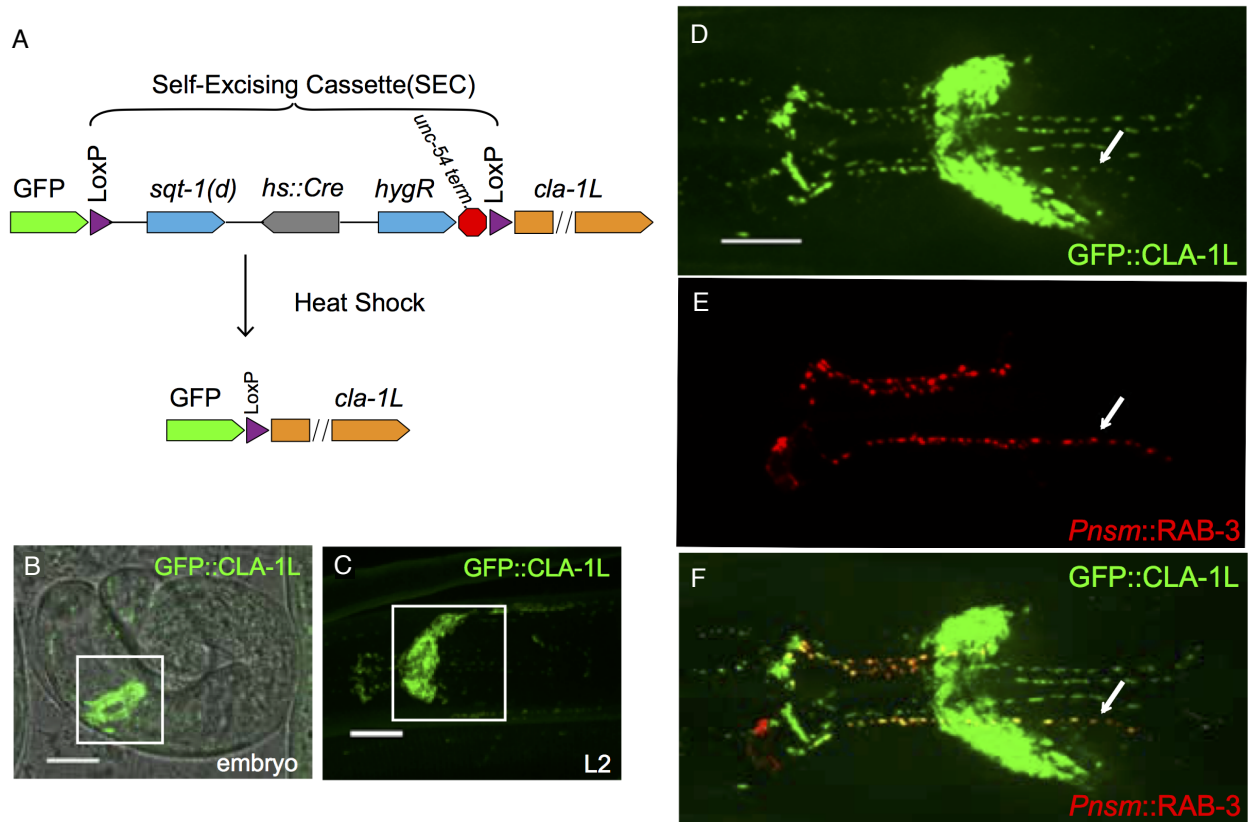 A
Self-Excising Cassette(SEC)
GFP
LoxP
sqt-1(d)
hs::Cre
hygR
unc-54 term.
LoxP
cla-1L
Heat Shock
GFP
LoxP
cla-1L
B
GFP::CLA-1L
embryo
C
GFP::CLA-1L
L2
D
GFP::CLA-1L
E
Pnsm::RAB-3
F
GFP::CLA-1L
Pnsm::RAB-3